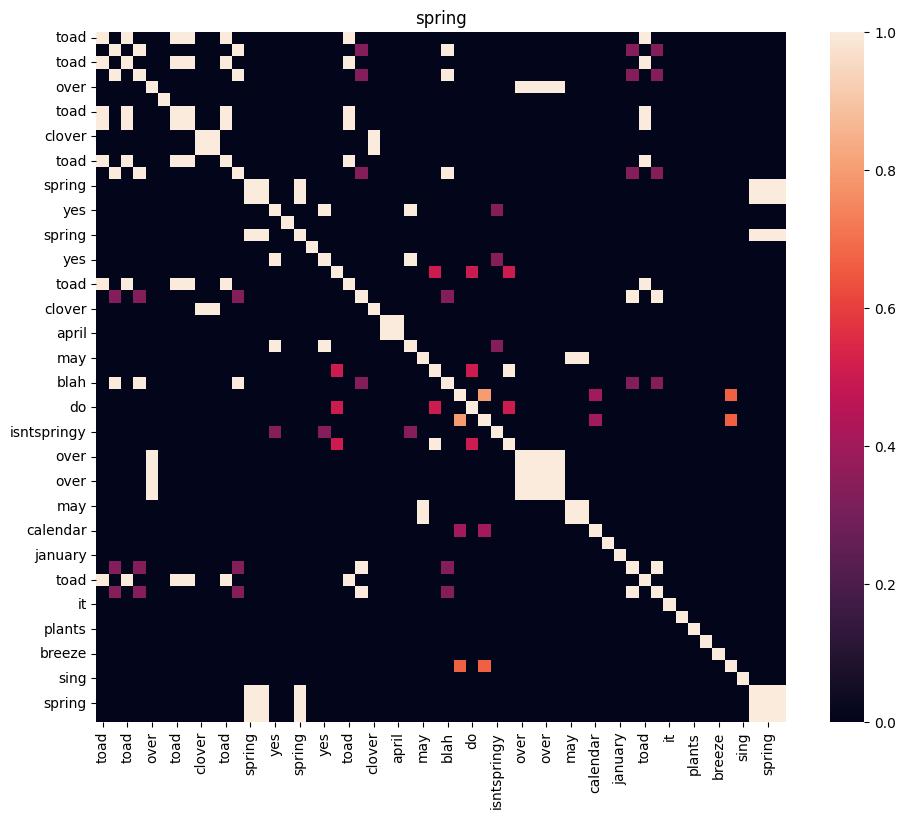 spring
toad
toad
over
toad
clover
toad
spring
yes
spring
yes
toad
clover
april
may
blah
do
isntspringy
over
over
may
calendar
january
toad
it
plants
breeze
sing
spring
1.0
0.8
0.6
0.4
0.2
0.0
toad
toad
over
toad
clover
toad
spring
yes
spring
yes
toad
clover
april
may
blah
do
isntspringy
over
over
may
calendar
january
toad
it
plants
breeze
sing
spring